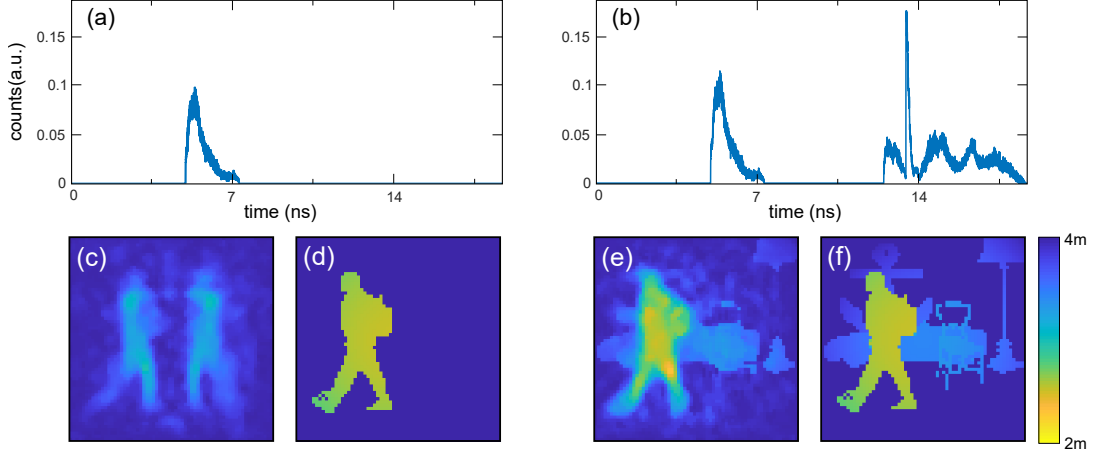 (a)
counts(a.u.)
0.15
0.1
0.05
0
0
7
14
time (ns)
(b)
0.15
0.1
0.05
0
0
7
14
time (ns)
(c)
(d)
(e)
(f)
4m
2m